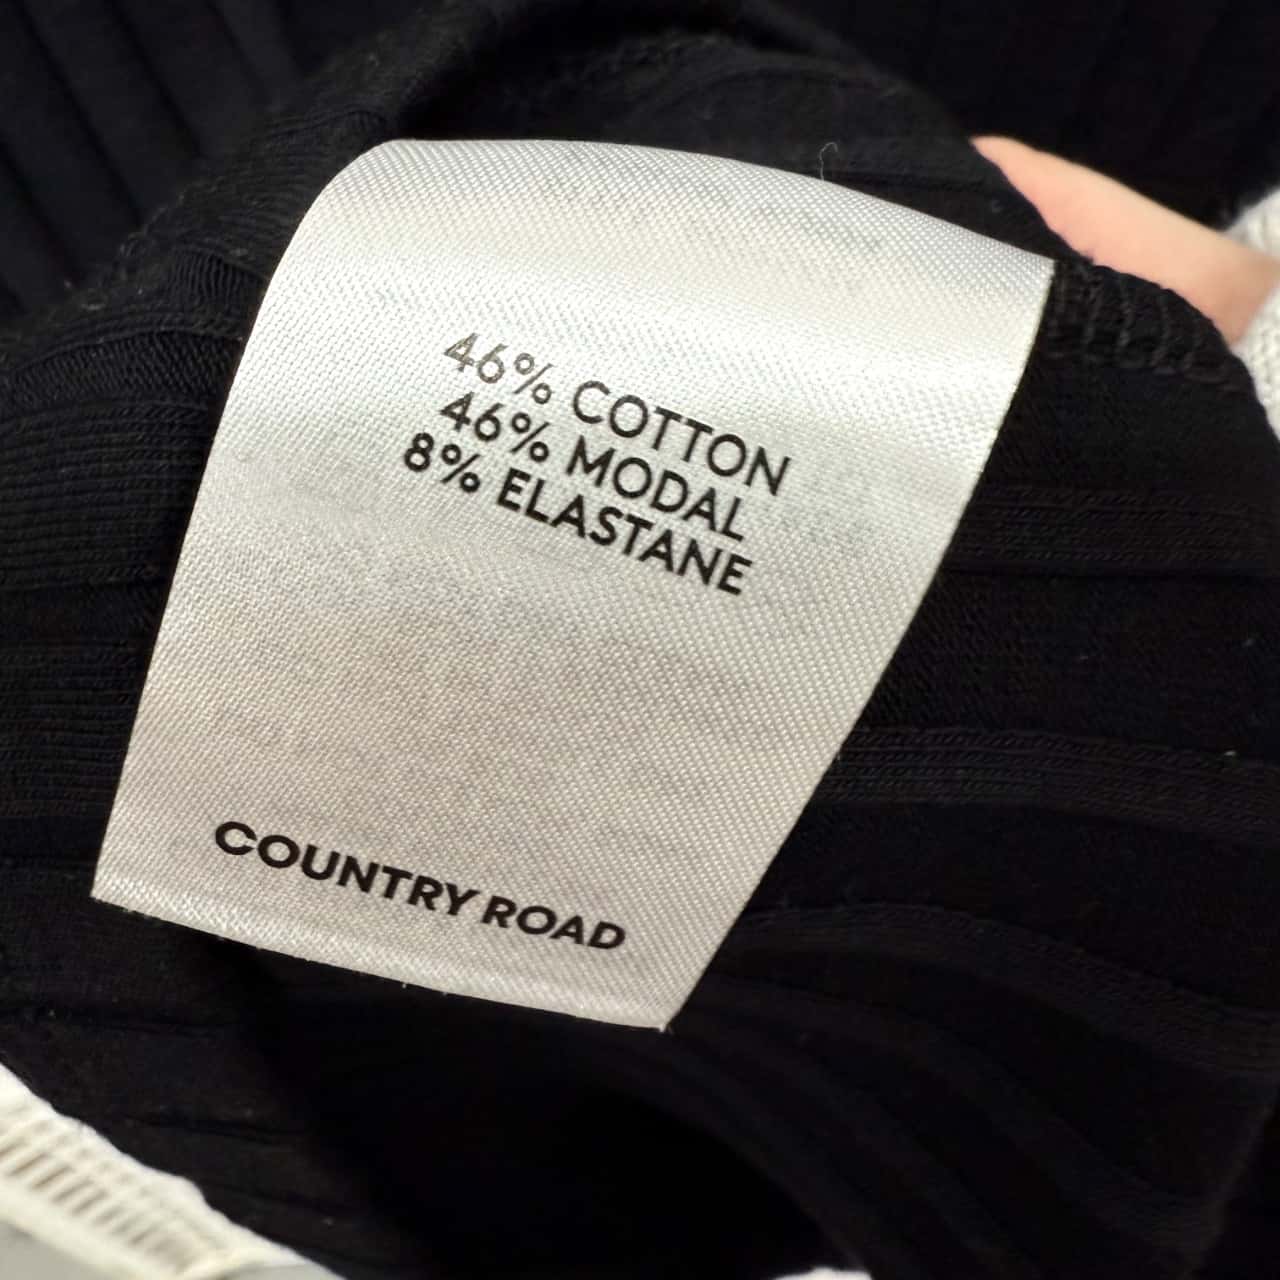 46% COTTON
46% MODAL
8% ELASTANE
COUNTRY ROAD